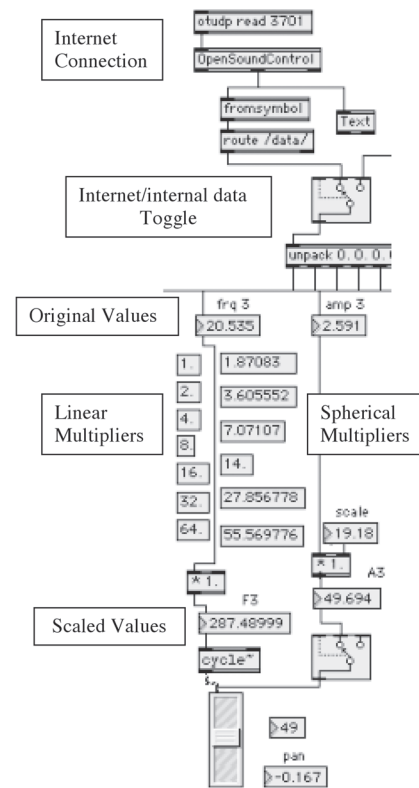 otudp read 3701
Internet
Connection
OpenSoundControl
fromsymbol
Text
route /data/
Internet/internal data
Toggle
unpack 0. 0. 0. 
Original Values
frq 3
amp 3
20.535
2.591
Linear
Multipliers
1.
2.
4.
8.
16.
32.
64.
1.87083
3.605552
7.07107
14.
27.856778
55.569776
Spherical
Multipliers
scale
19.18
* 1.
* 1.
A3
F3
49.694
Scaled Values
287.48999
cycle~
49
pan
-0.167